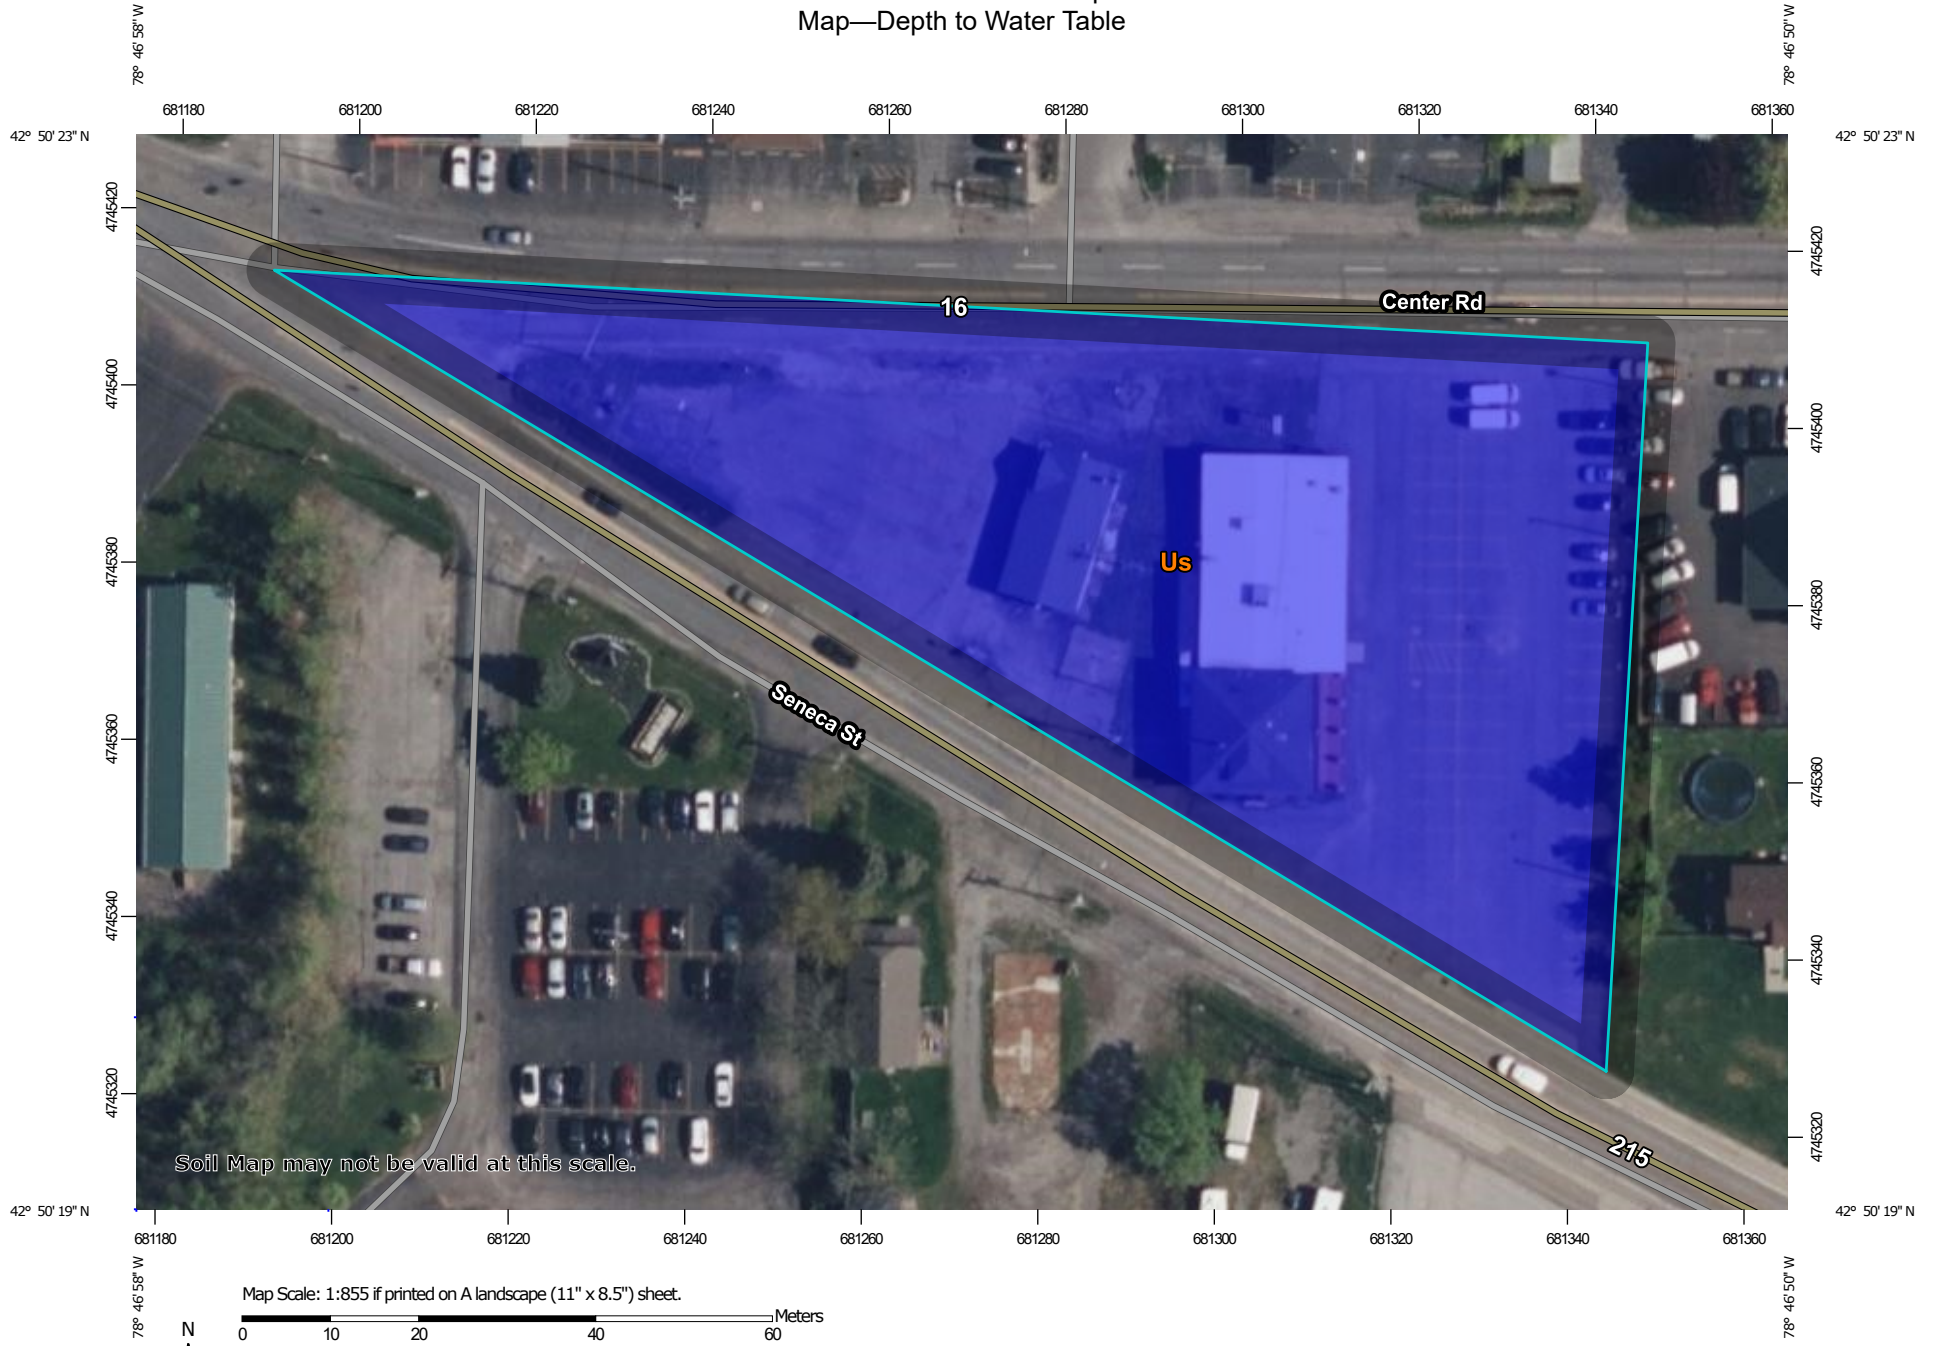 Map—Depth to Water Table
78° 46' 58'' W
78° 46' 50'' W
681180 681200 681220 681240 681260 681280 681300 681320 681340 681360
42° 50' 23'' N
42° 50' 23'' N
4745420
4745400
4745380
4745360
4745340
4745320
4745420
4745400
4745380
4745360
4745340
4745320
16
Center Rd
Us
Seneca St
215
Soil Map may not be valid at this scale.
42° 50' 19'' N
42° 50' 19'' N
681180 681200 681220 681240 681260 681280 681300 681320 681340 681360
78° 46' 58'' W
78° 46' 50'' W
Map Scale: 1:855 if printed on A landscape (11" x 8.5") sheet.
Meters
N
0 10 20 40 60